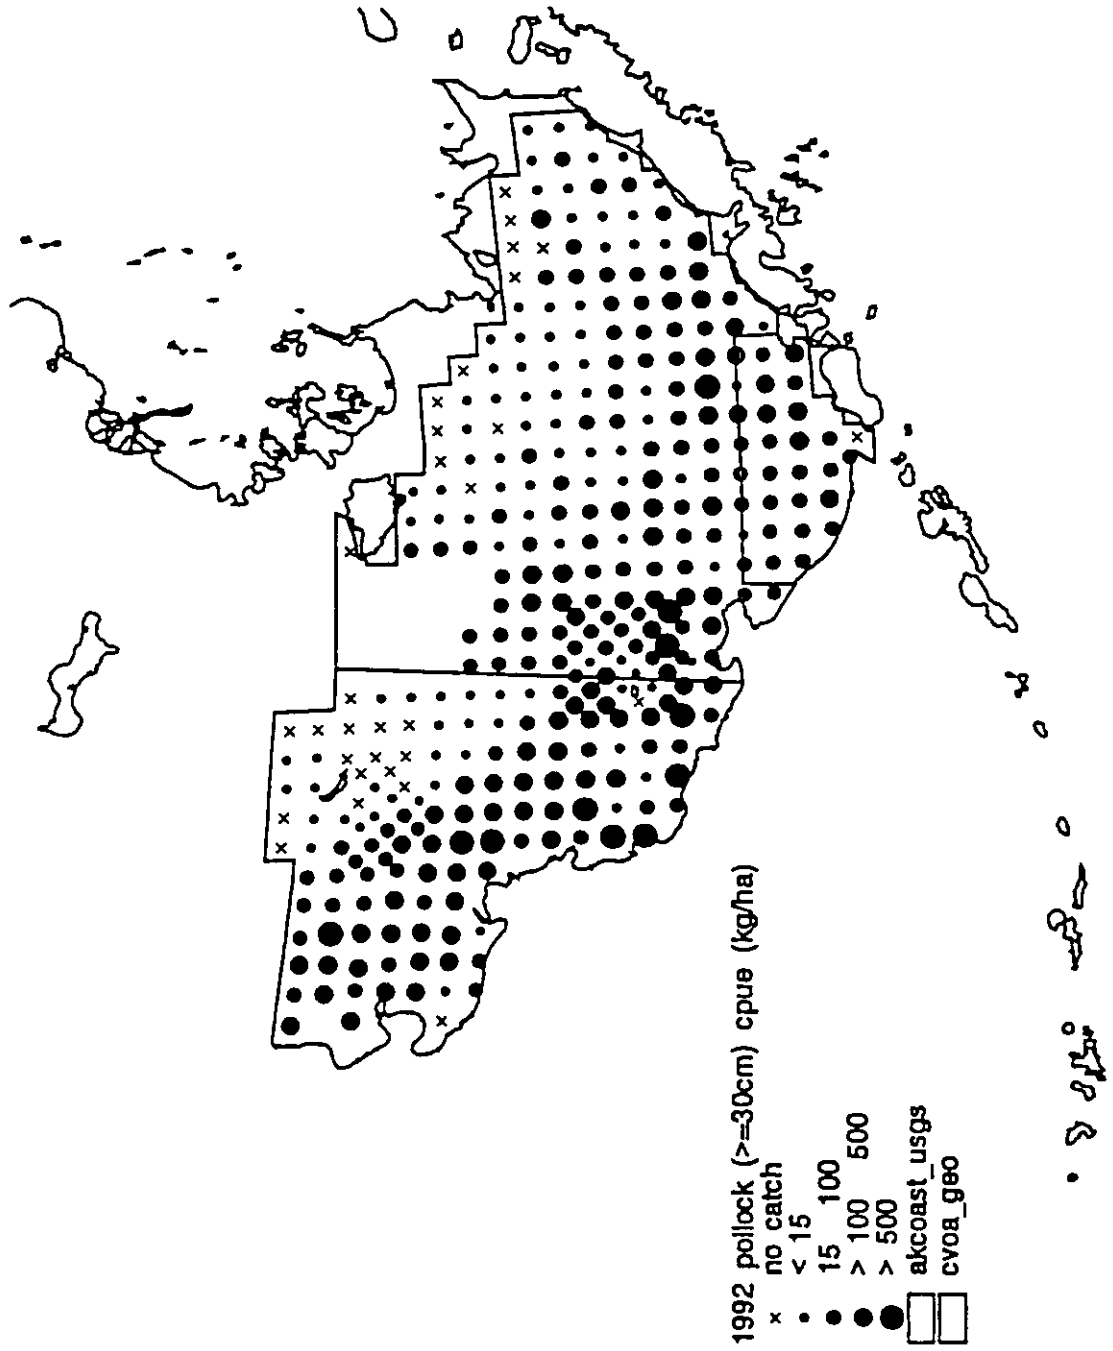 1992 pollock (>=30cm) cpue (kg/ha)
no catch
< 15
15 100
> 100 500
> 500
akcoast_usgs
cvoa_geo